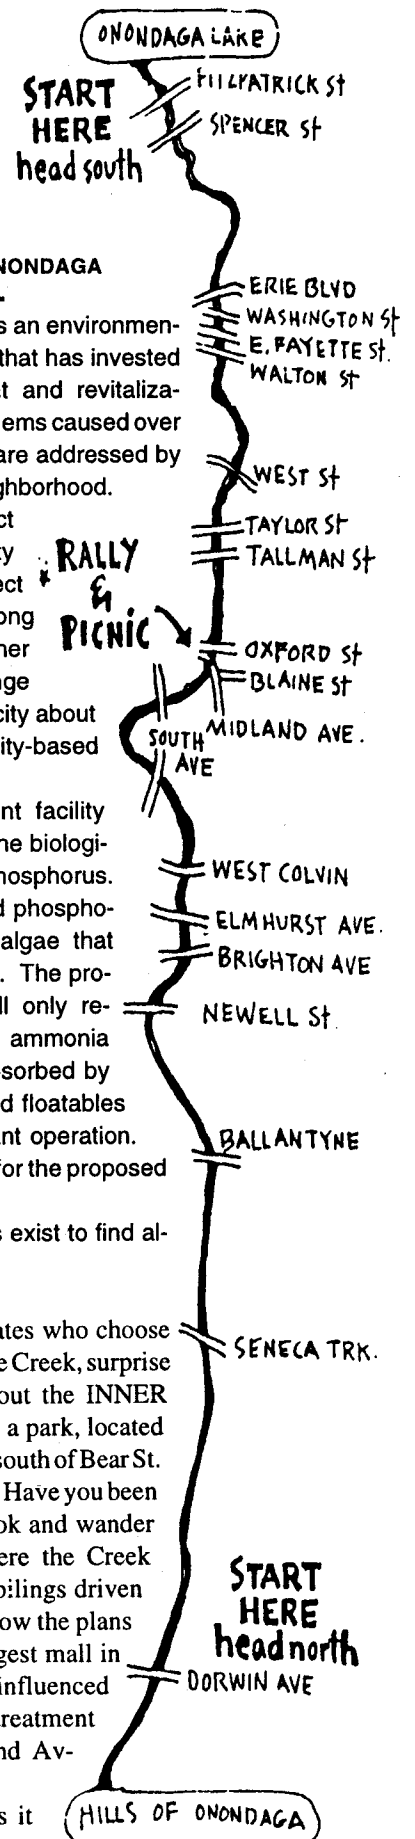 ONONDAGA LAKE
FIILPATRICK St
START
HERE
head south
SPENCER St
NONDAGA
ERIE BLVD
s an environmen-
WASHINGTON St
that has invested
E. FAYETTE St.
ct and revitaliza-
WALTON St
ems caused over
are addressed by
ghborhood.
WEST St
ct
TAYLOR St
ty
TALLMAN St
ect
* RALLY
&
PICNIC
ong
ner
OXFORD St
nge
BLAINE St
city about
MIDLAND AVE.
ity-based
SOUTH
AVE
nt facility
ne biologi-
hosphorus.
WEST COLVIN
d phospho-
ELMHURST AVE.
algae that
BRIGHTON AVE
. The pro-
ll only re-
NEWELL St.
ammonia
sorbed by
d floatables
ant operation.
BALLANTYNE
for the proposed
s exist to find al-
ates who choose
SENECA TRK.
e Creek, surprise
out the INNER
a park, located
south of Bear St.
Have you been
ok and wander
ere the Creek
pilings driven
ow the plans
gest mall in
START
HERE
head north
DORWIN AVE
influenced
reatment
nd Av-
s it
HILLS OF ONONDAGA